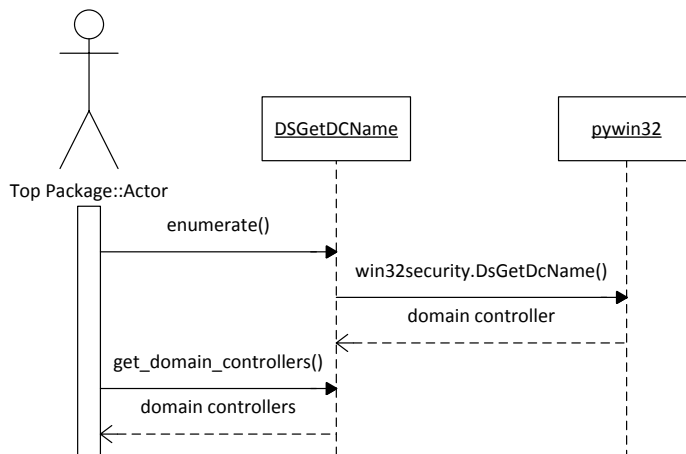 DSGetDCName
pywin32
Top Package::Actor
enumerate()
win32security.DsGetDcName()
domain controller
get_domain_controllers()
domain controllers